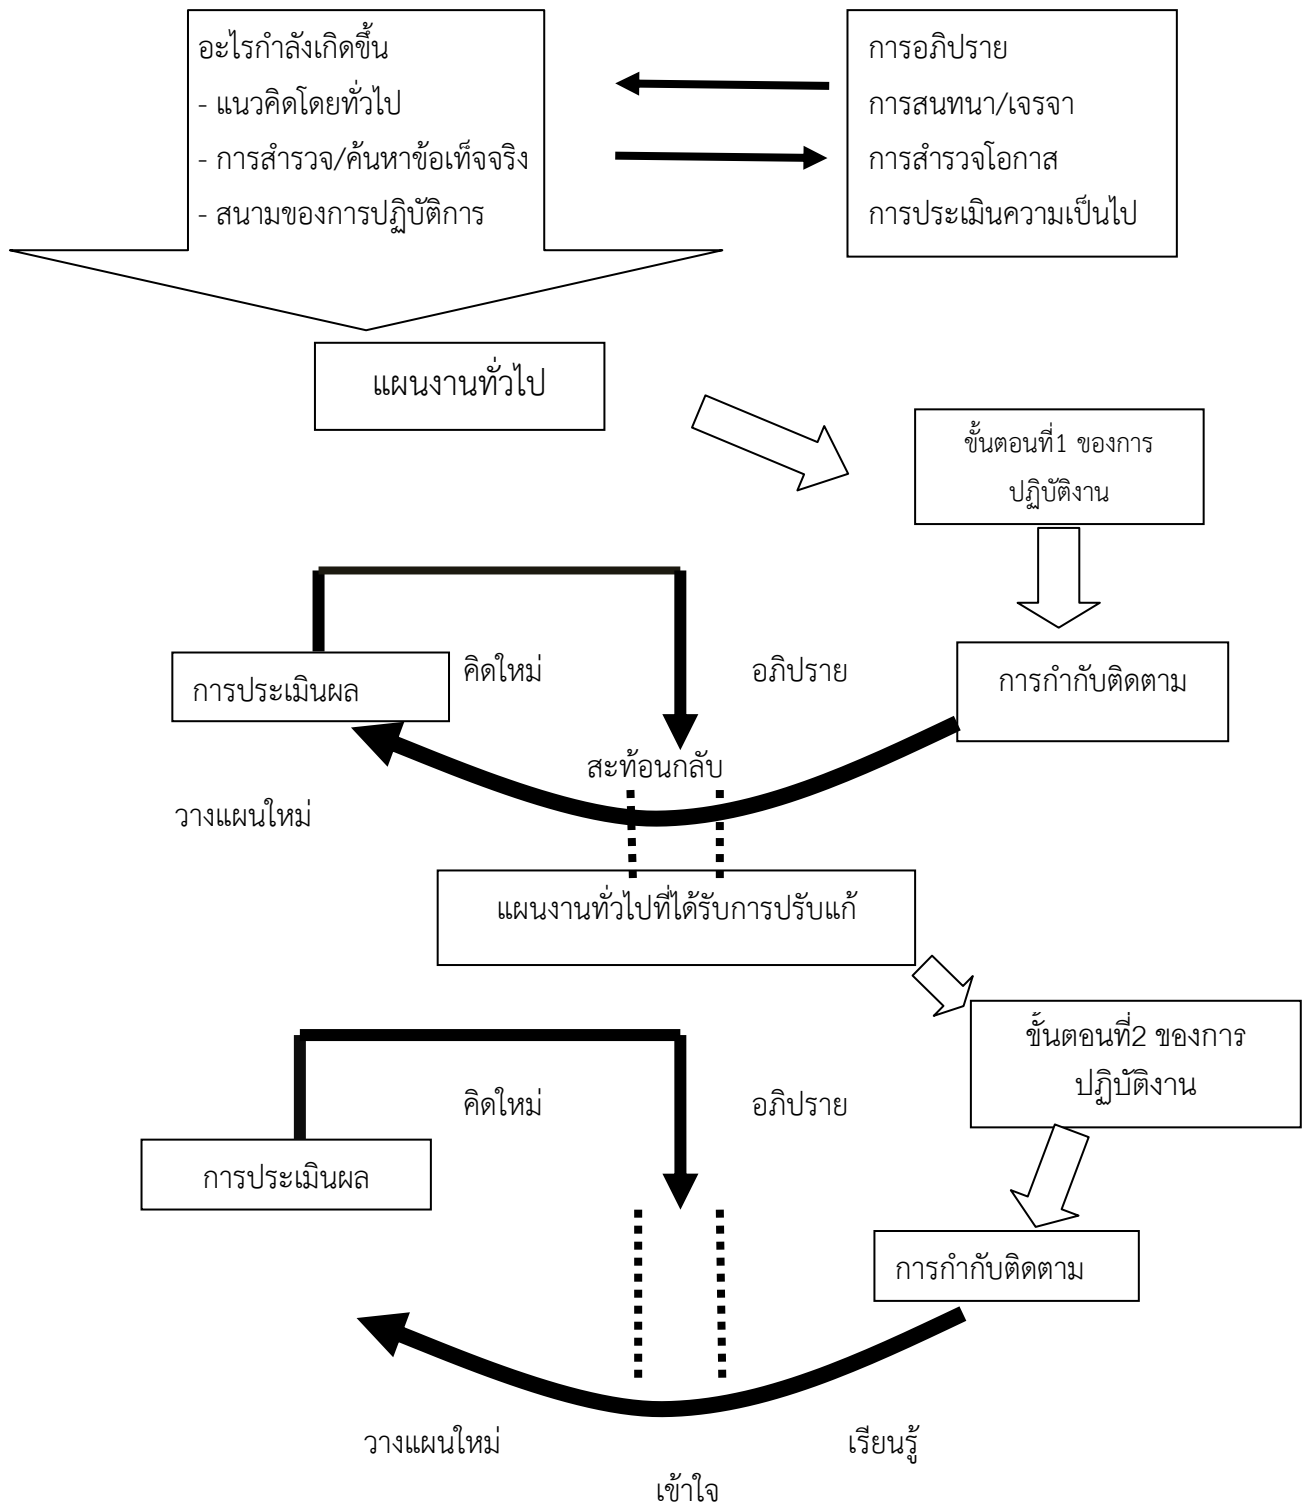 อะไรกำลังเกิดขึ้น
- แนวคิดโดยทั่วไป
- การสำรวจ/ค้นหาข้อเท็จจริง
- สนามของการปฏิบัติการ
การอภิปราย
การสนทนา/เจรจา
การสำรวจโอกาส
การประเมินความเป็นไป
แผนงานทั่วไป
ขั้นตอนที่1 ของการ
ปฏิบัติงาน
การประเมินผล
คิดใหม่
อภิปราย
การกำกับติดตาม
สะท้อนกลับ
วางแผนใหม่
แผนงานทั่วไปที่ได้รับการปรับแก้
ขั้นตอนที่2 ของการ
ปฏิบัติงาน
คิดใหม่
อภิปราย
การประเมินผล
การกำกับติดตาม
วางแผนใหม่
เรียนรู้
เข้าใจ